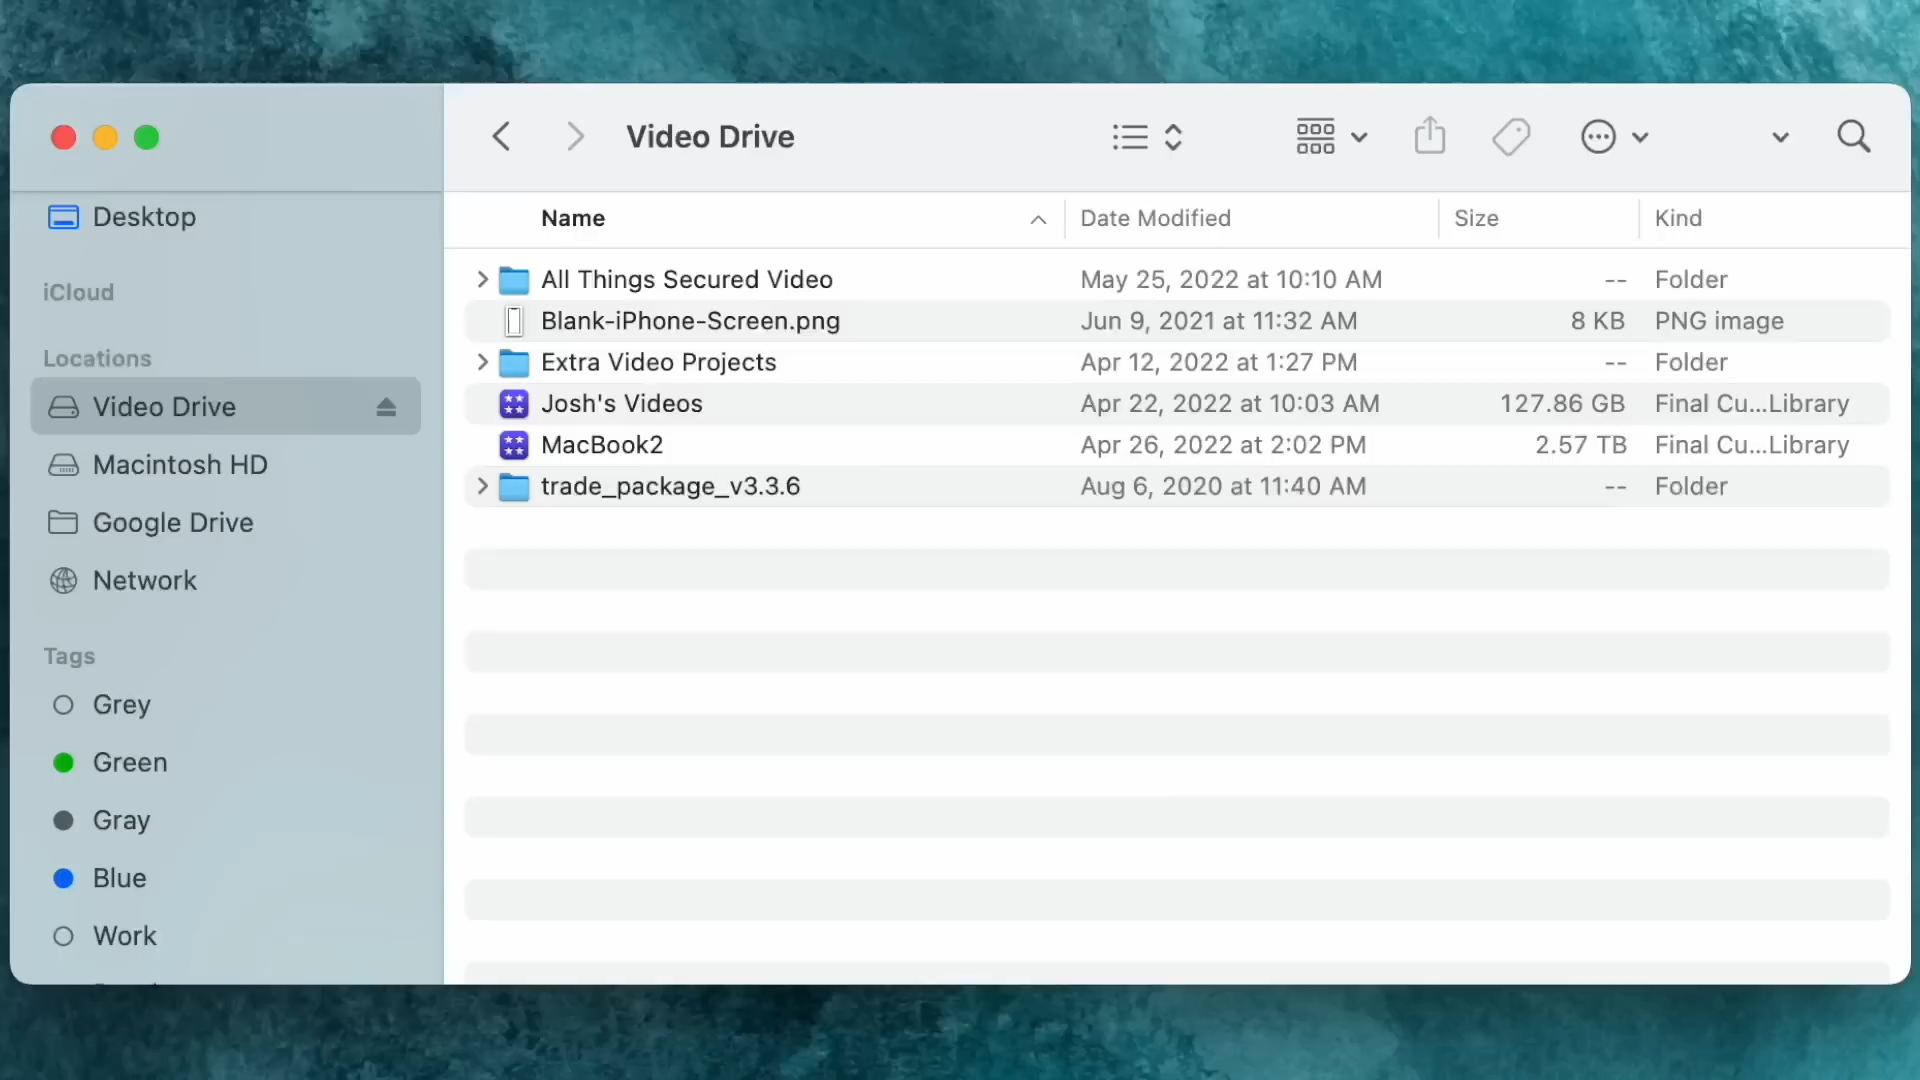 Video Drive
Desktop
iCloud
Locations
Video Drive
Macintosh HD
Google Drive
Network
Tags
Grey
Green
Gray
Blue
Work
Name Date Modified Size Kind
All Things Secured Video May 25, 2022 at 10:10 AM -- Folder
Blank-iPhone-Screen.png Jun 9, 2021 at 11:32 AM 8 KB PNG image
Extra Video Projects Apr 12, 2022 at 1:27 PM -- Folder
Josh's Videos Apr 22, 2022 at 10:03 AM 127.86 GB Final Cu...Library
MacBook2 Apr 26, 2022 at 2:02 PM 2.57 TB Final Cu...Library
trade_package_v3.3.6 Aug 6, 2020 at 11:40 AM -- Folder